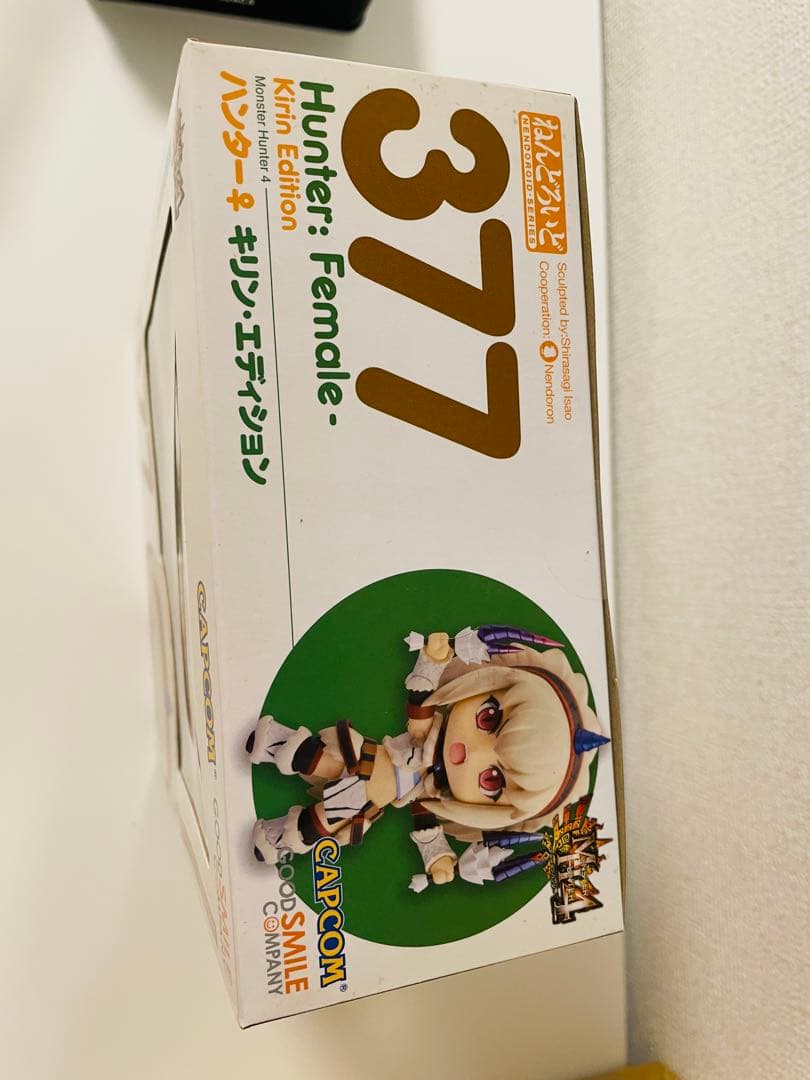 ねんどろいど
NENDOROID・SERIES
Sculpted by:Shirasagi Isao
Cooperation: Nendoron
377
Hunter: Female -
Kirin Edition
Monster Hunter 4
ハンター♀ キリン・エディション
MH4
CAPCOM®
GOOD SMILE
COMPANY
CAPCOM®
GOOD SMILE